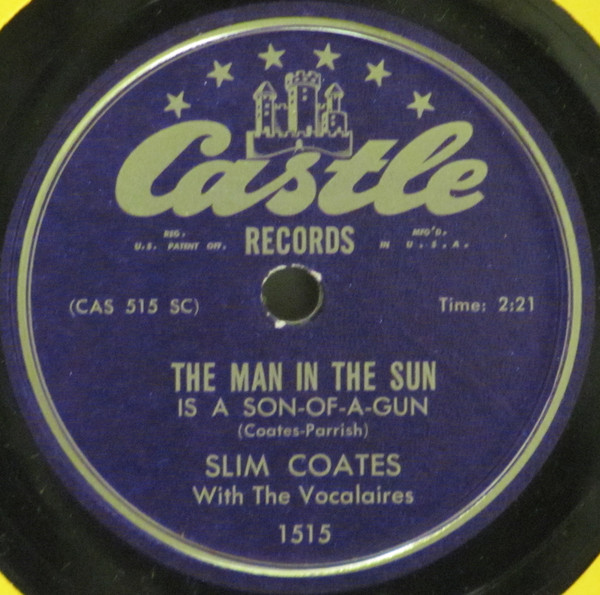 Castle
RECORDS
REG.
U.S. PATENT OFF.
MFG'D.
IN U.S.A.
(CAS 515 SC)
Time: 2:21
THE MAN IN THE SUN
IS A SON-OF-A-GUN
(Coates-Parrish)
SLIM COATES
With The Vocalaires
1515